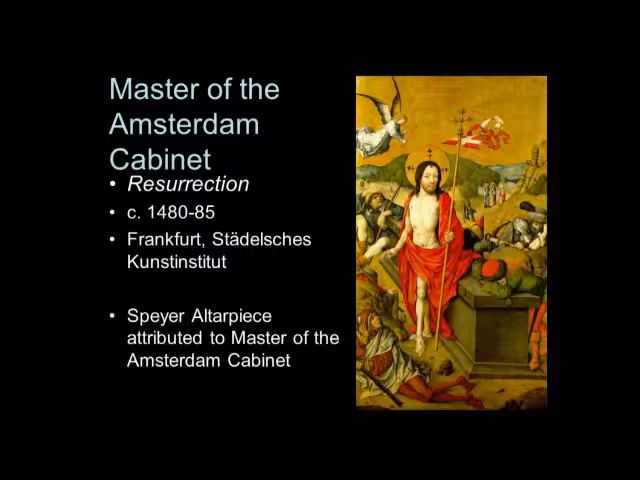 Master of the
Amsterdam
Cabinet
• Resurrection
• c. 1480-85
• Frankfurt, Städelsches
Kunstinstitut
• Speyer Altarpiece
attributed to Master of the
Amsterdam Cabinet